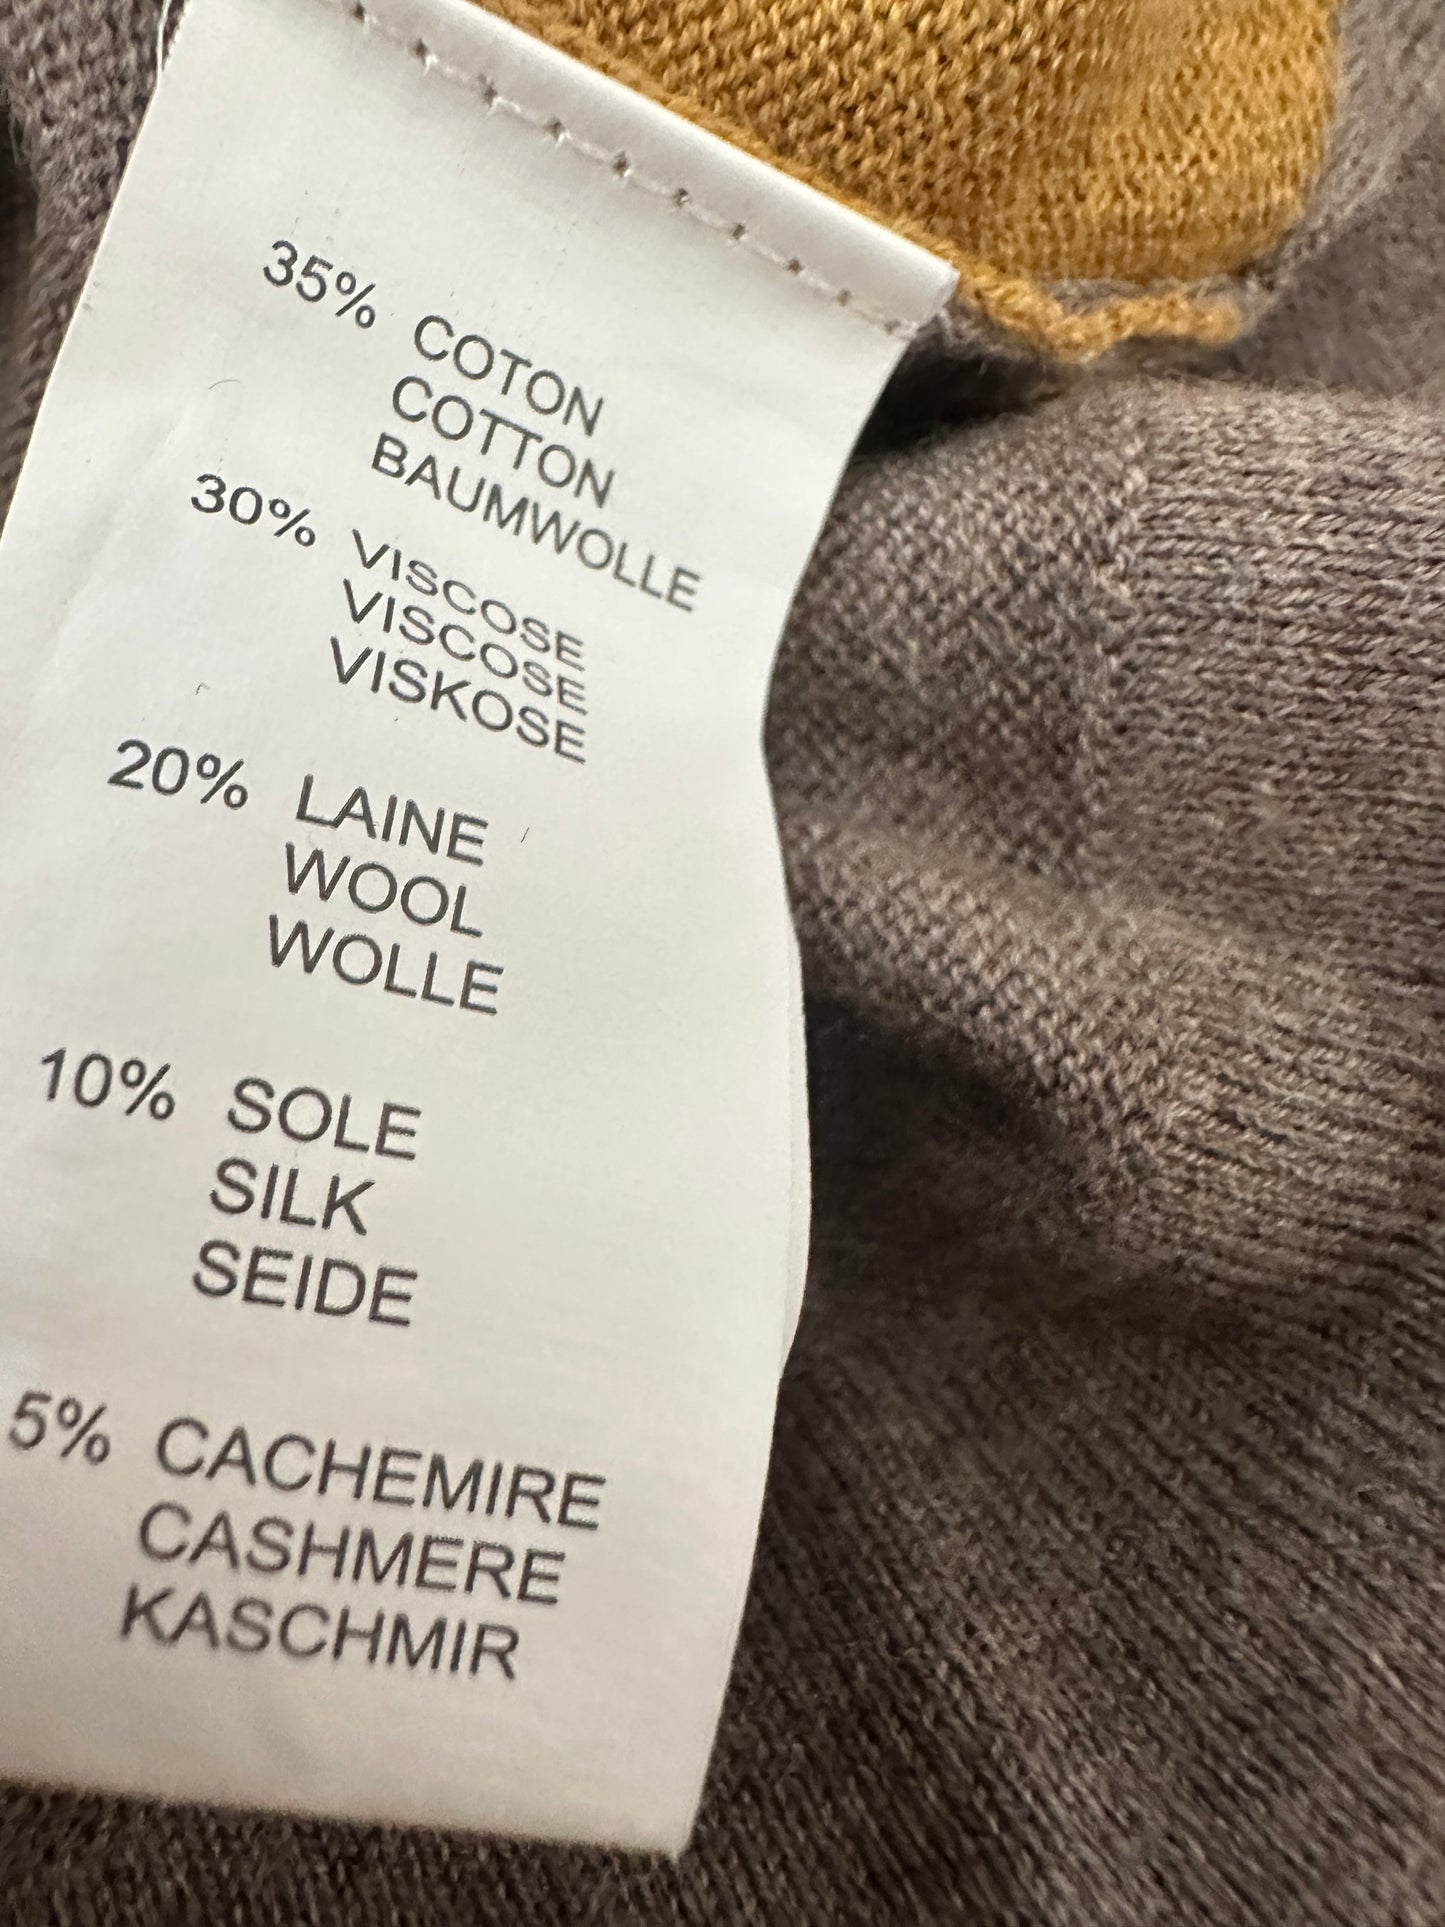 35% COTON
COTTON
BAUMWOLLE
30% VISCOSE
VISCOSE
VISKOSE
20% LAINE
WOOL
WOLLE
10% SOLE
SILK
SEIDE
5% CACHEMIRE
CASHMERE
KASCHMIR